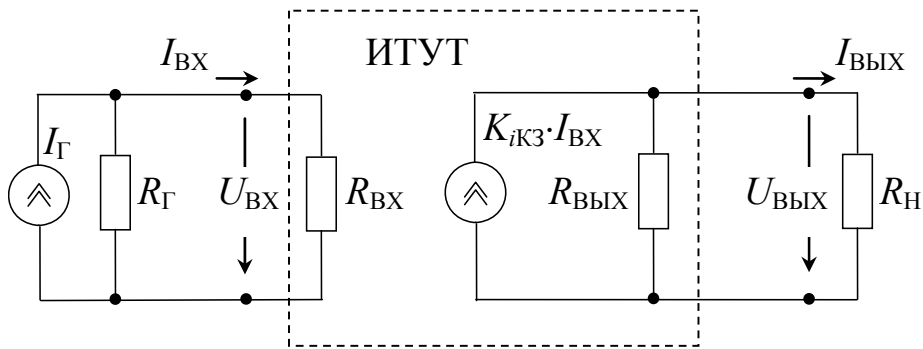 ИТУТ
I_ВХ
I_ВЫХ
I_Г
R_Г
U_ВХ
R_ВХ
K_iКЗ·I_ВХ
R_ВЫХ
U_ВЫХ
R_Н